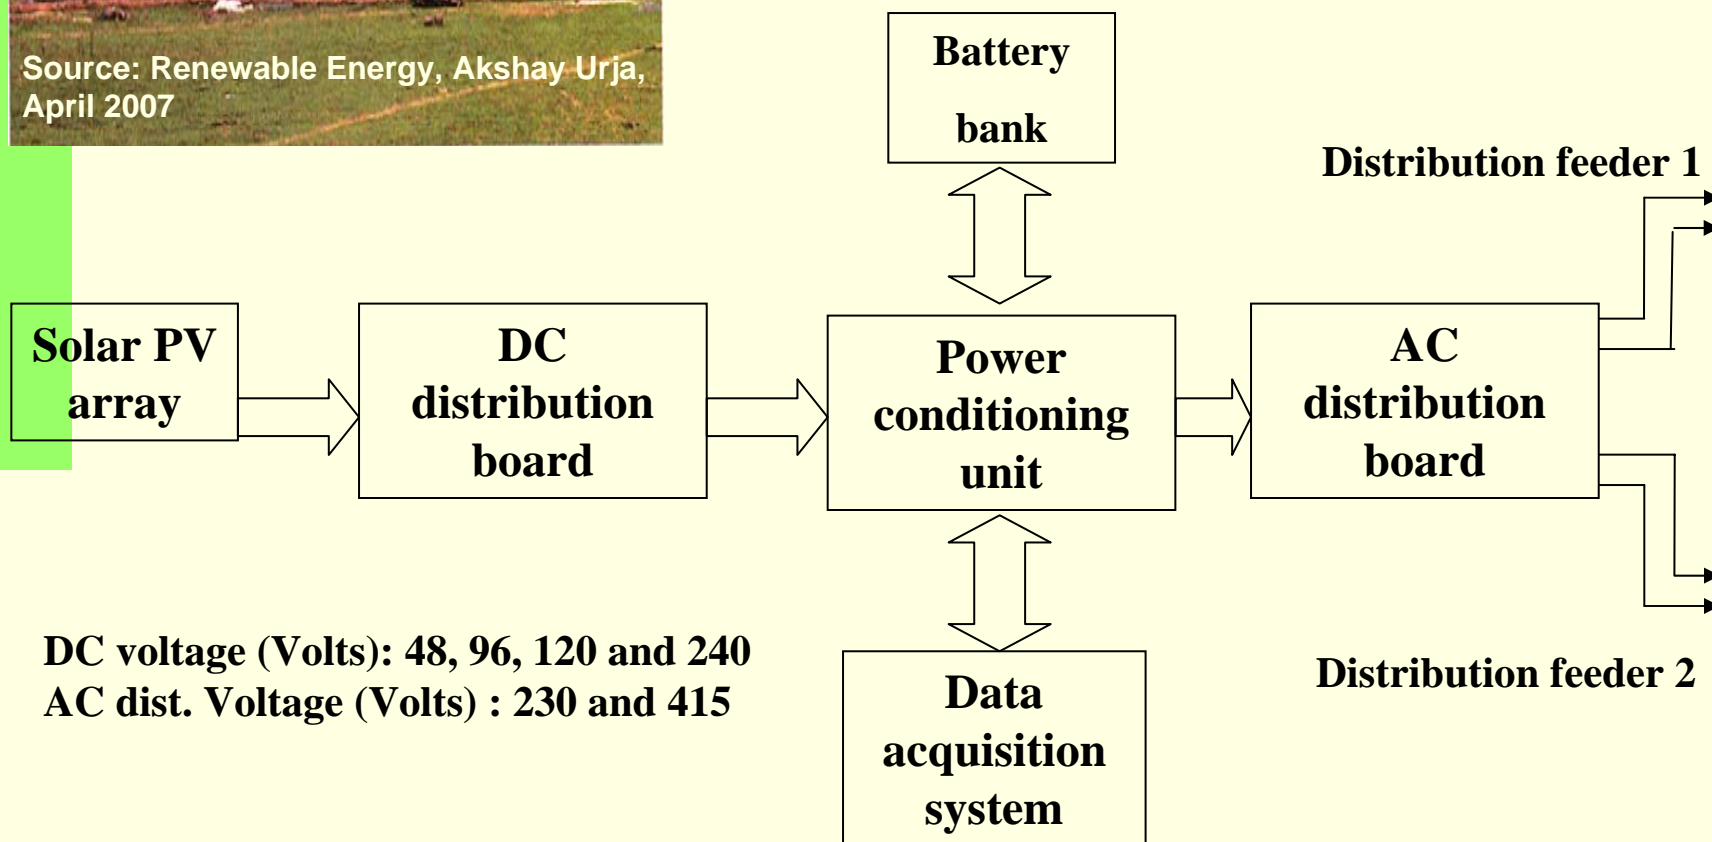 Source: Renewable Energy, Akshay Urja,
April 2007
Battery
bank
Distribution feeder 1
Solar PV
array
DC
distribution
board
Power
conditioning
unit
AC
distribution
board
DC voltage (Volts): 48, 96, 120 and 240
AC dist. Voltage (Volts) : 230 and 415
Data
acquisition
system
Distribution feeder 2